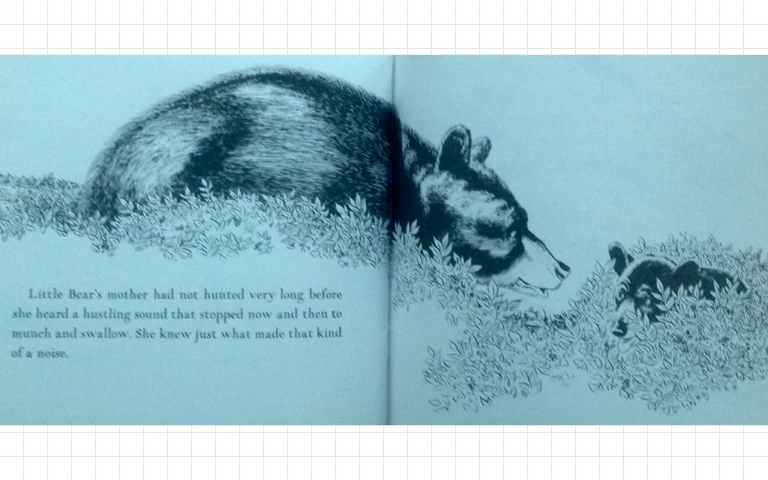 Little Bear's mother had not hunted very long before
she heard a hustling sound that stopped now and then to
munch and swallow. She knew just what made that kind
of a noise.